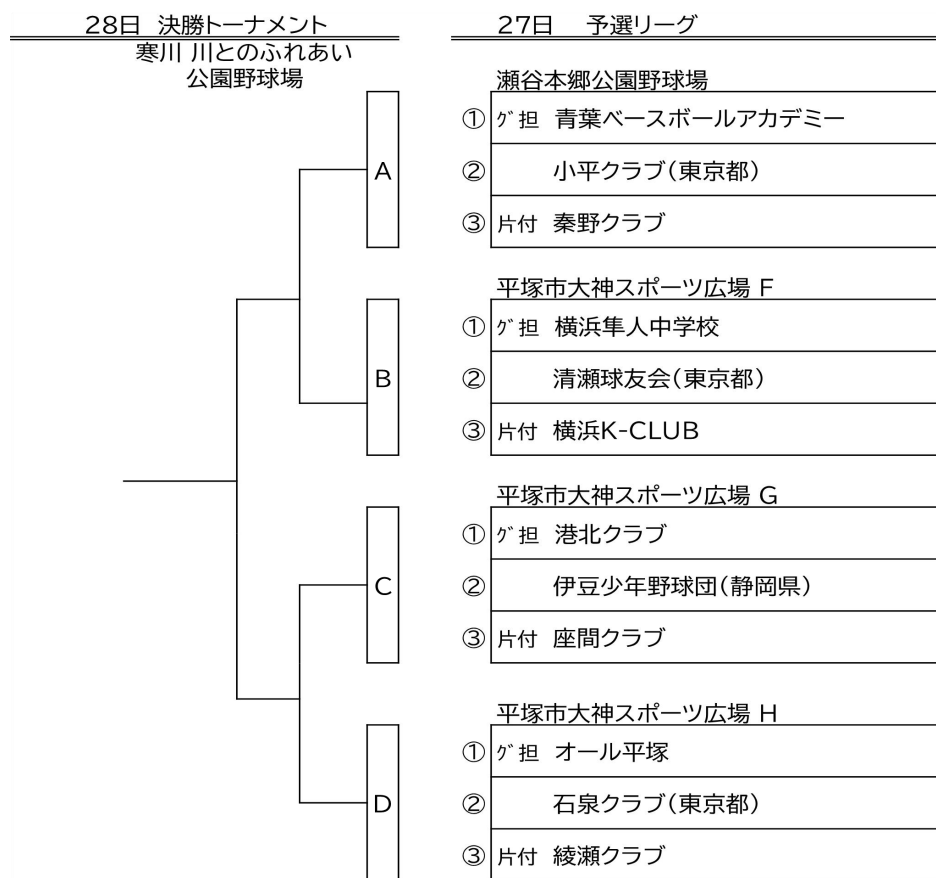 28日 決勝トーナメント
寒川 川とのふれあい
公園野球場
A
B
C
D
27日 予選リーグ
瀬谷本郷公園野球場
① グ担 青葉ベースボールアカデミー
② 小平クラブ(東京都)
③ 片付 秦野クラブ
平塚市大神スポーツ広場 F
① グ担 横浜隼人中学校
② 清瀬球友会(東京都)
③ 片付 横浜K-CLUB
平塚市大神スポーツ広場 G
① グ担 港北クラブ
② 伊豆少年野球団(静岡県)
③ 片付 座間クラブ
平塚市大神スポーツ広場 H
① グ担 オール平塚
② 石泉クラブ(東京都)
③ 片付 綾瀬クラブ